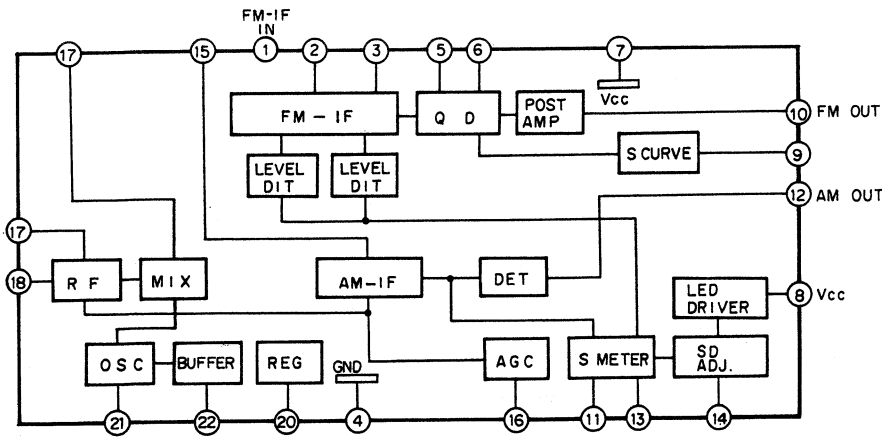 FM-IF
IN
17
15
1
2
3
5
6
7
Vcc
FM-IF
Q D
POST
AMP
10 FM OUT
LEVEL
DIT
LEVEL
DIT
S CURVE
9
12 AM OUT
17
18
RF
MIX
AM-IF
DET
LED
DRIVER
8 Vcc
OSC
BUFFER
REG
GND
AGC
S METER
SD
ADJ.
21
22
20
4
16
11
13
14